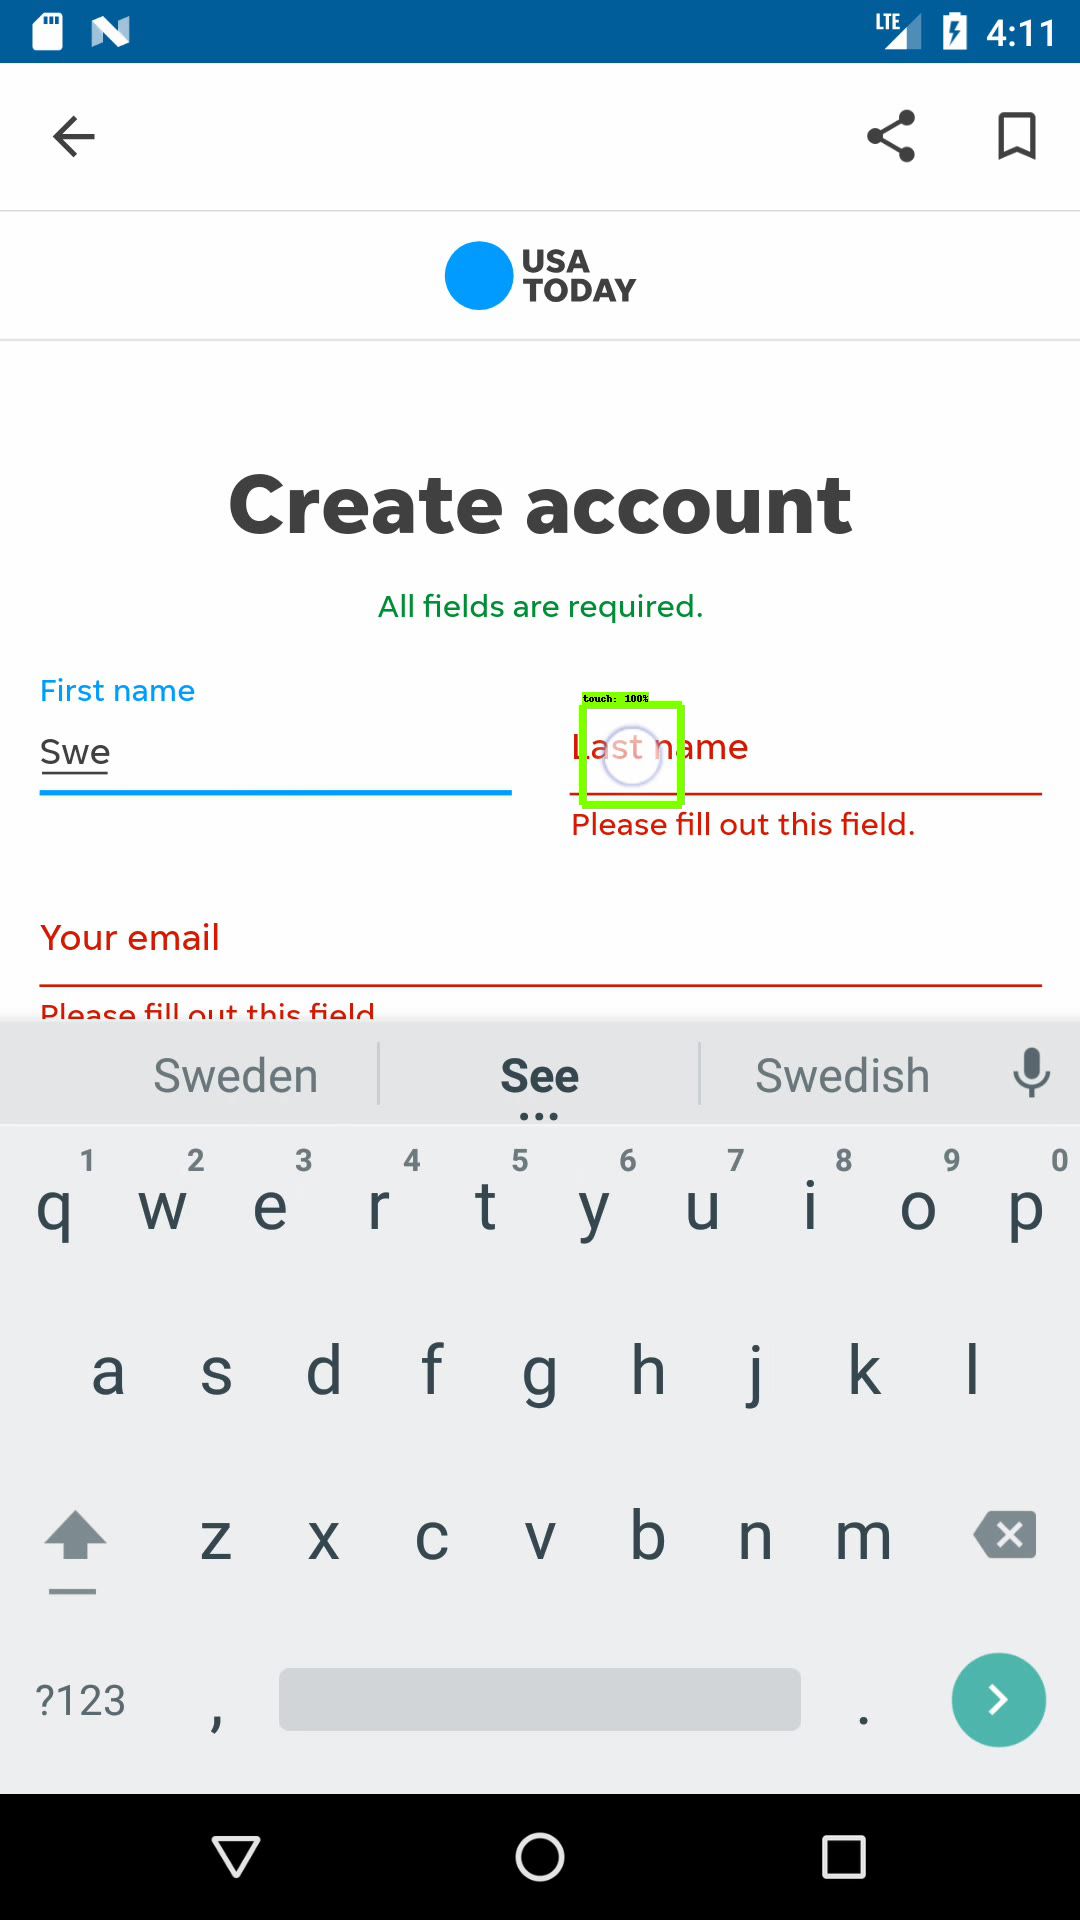 LTE 4:11
USA
TODAY
Create account
All fields are required.
First name
Swe
touch: 100%
Last name
Please fill out this field.
Your email
Please fill out this field
Sweden See Swedish
1 2 3 4 5 6 7 8 9 0
q w e r t y u i o p
a s d f g h j k l
z x c v b n m
?123 , .